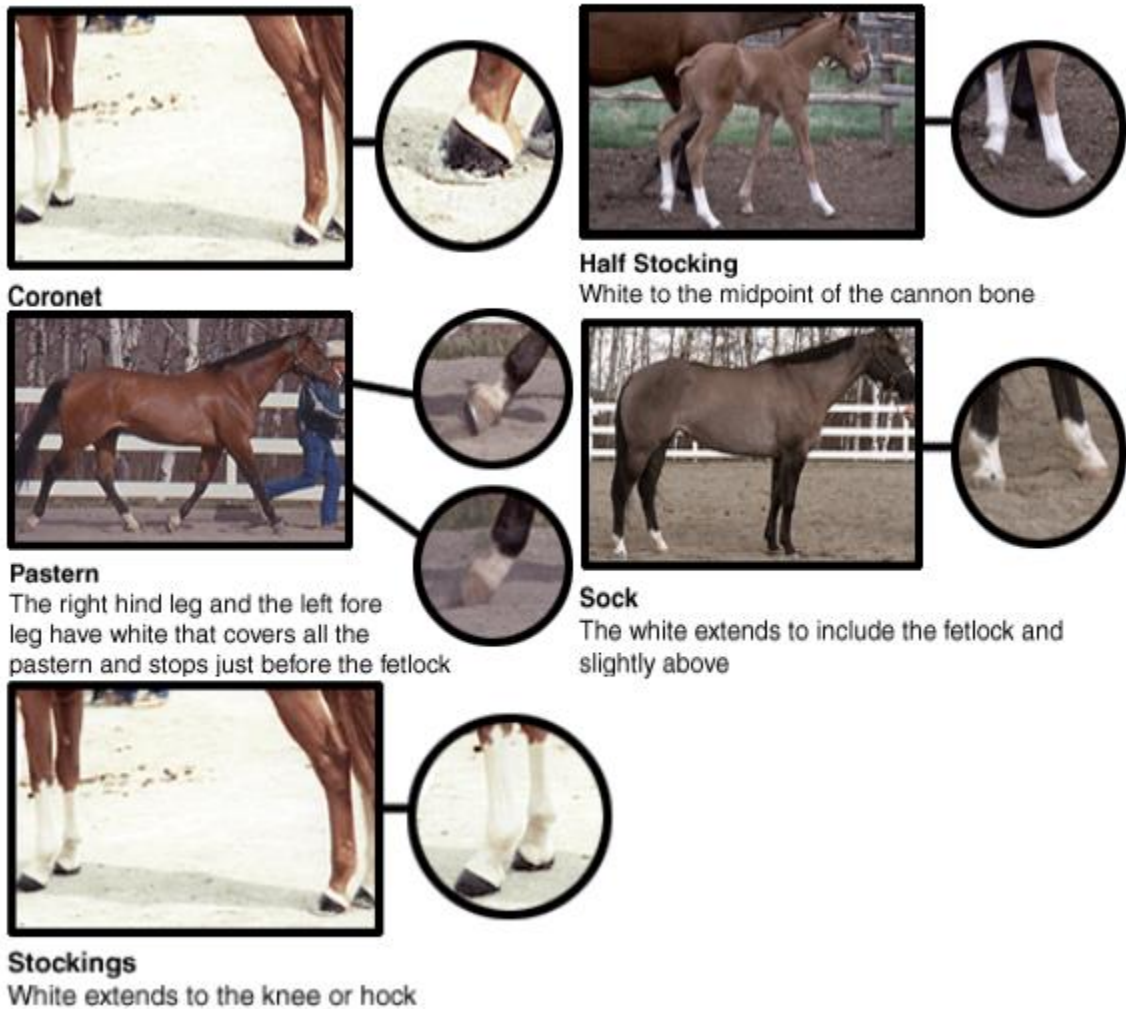 Coronet
Half Stocking
White to the midpoint of the cannon bone
Pastern
The right hind leg and the left fore
leg have white that covers all the
pastern and stops just before the fetlock
Sock
The white extends to include the fetlock and
slightly above
Stockings
White extends to the knee or hock